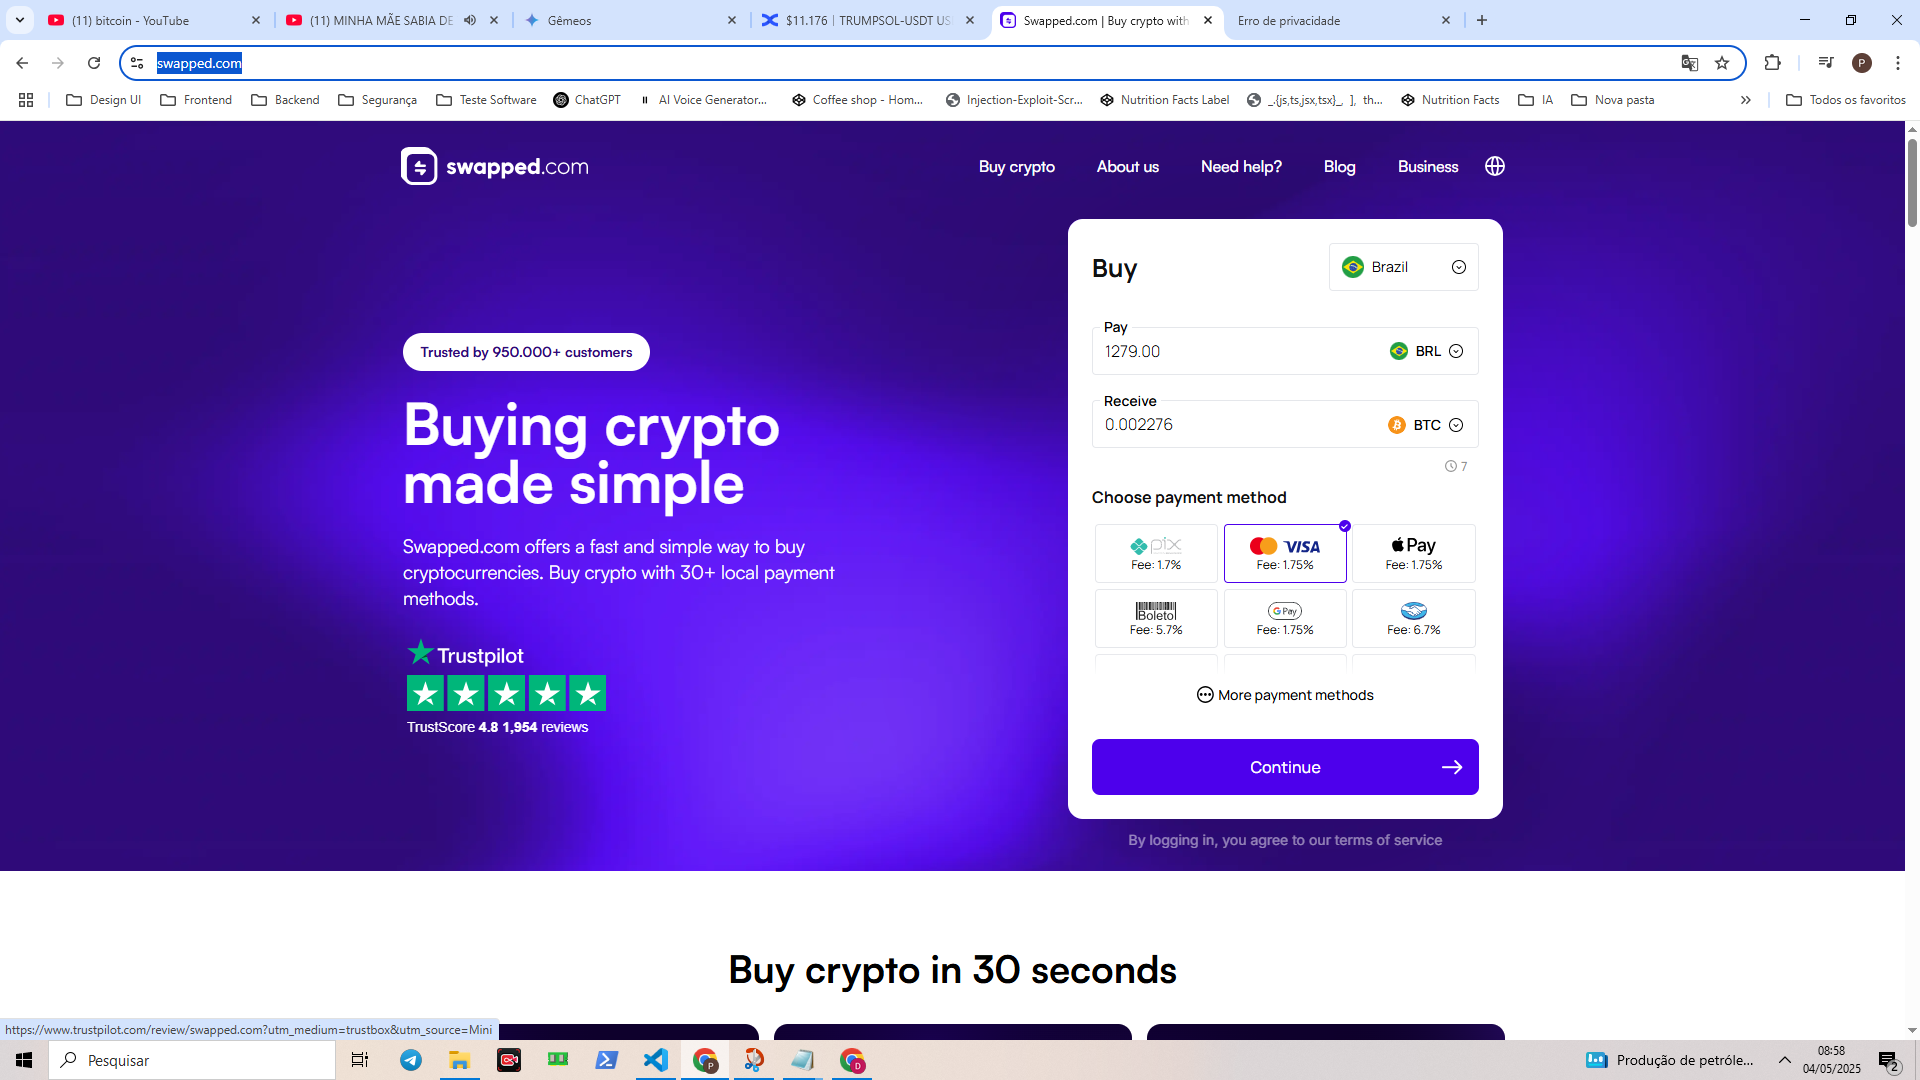 (11) bitcoin - YouTube
(11) MINHA MÃE SABIA DE
Gêmeos
$11.176 | TRUMPSOL-USDT US
Swapped.com | Buy crypto with
Erro de privacidade
swapped.com
P
Design UI
Frontend
Backend
Segurança
Teste Software
ChatGPT
AI Voice Generator...
Coffee shop - Hom...
Injection-Exploit-Scr...
Nutrition Facts Label
_.{js,ts,jsx,tsx}_, ], th...
Nutrition Facts
IA
Nova pasta
Todos os favoritos
swapped.com
Buy crypto
About us
Need help?
Blog
Business
Buy
Brazil
Pay
1279.00
BRL
Receive
0.002276
BTC
7
Choose payment method
pix
Fee: 1.7%
VISA
Fee: 1.75%
Pay
Fee: 1.75%
Boleto
Fee: 5.7%
G Pay
Fee: 1.75%
Fee: 6.7%
More payment methods
Continue
By logging in, you agree to our terms of service
Trusted by 950.000+ customers
Buying crypto
made simple
Swapped.com offers a fast and simple way to buy
cryptocurrencies. Buy crypto with 30+ local payment
methods.
Trustpilot
TrustScore 4.8 1,954 reviews
Buy crypto in 30 seconds
https://www.trustpilot.com/review/swapped.com?utm_medium=trustbox&utm_source=Mini
Pesquisar
P
D
Produção de petróle...
08:58
04/05/2025
2